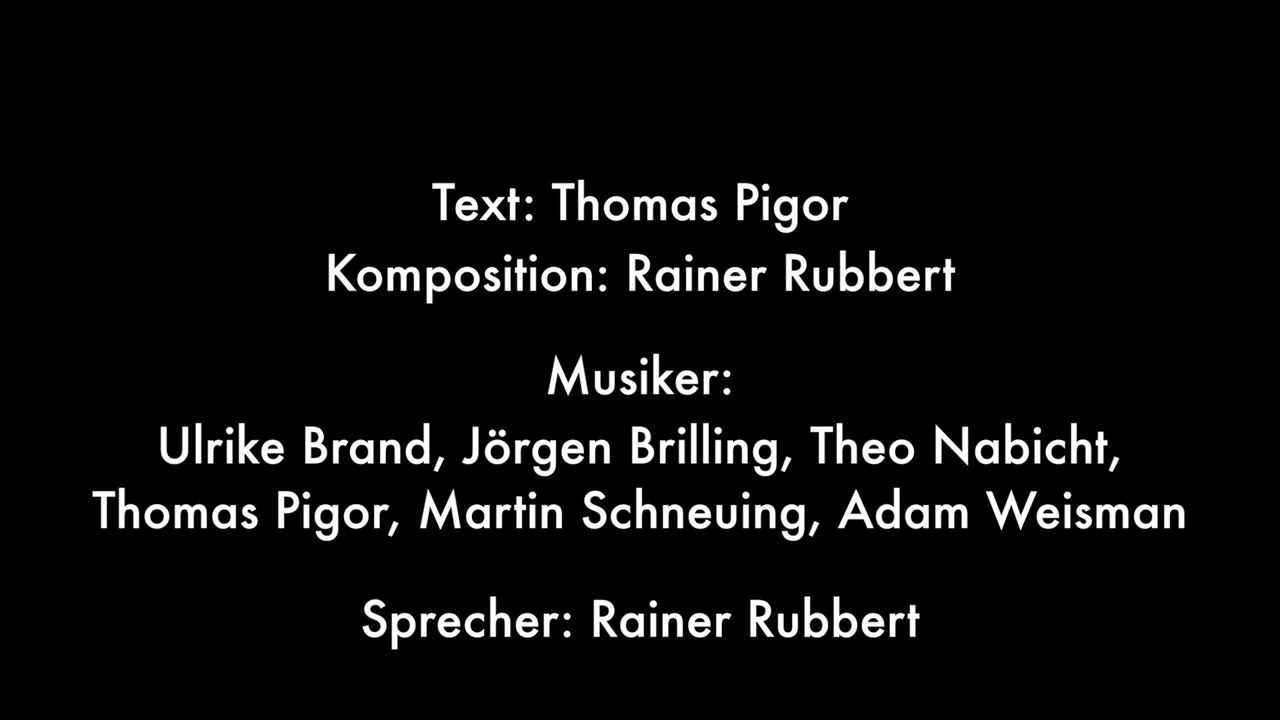 Text: Thomas Pigor
Komposition: Rainer Rubbert
Musiker:
Ulrike Brand, Jörgen Brilling, Theo Nabicht,
Thomas Pigor, Martin Schneuing, Adam Weisman
Sprecher: Rainer Rubbert